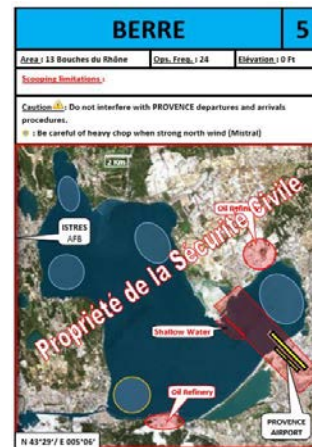 BERRE 5
Area : 13 Bouches du Rhône Ops. Freq. : 24 Elévation : 0 Ft
Scooping limitations :
Caution : Do not interfere with PROVENCE departures and arrivals
procedures.
: Be careful of heavy chop when strong north wind (Mistral)
2 Km
ISTRES
AFB
Oil Refinery
Propriété de la Sécurité Civile
Shallow Water
Oil Refinery
PROVENCE
AIRPORT
N 43°29'/ E 005°06'